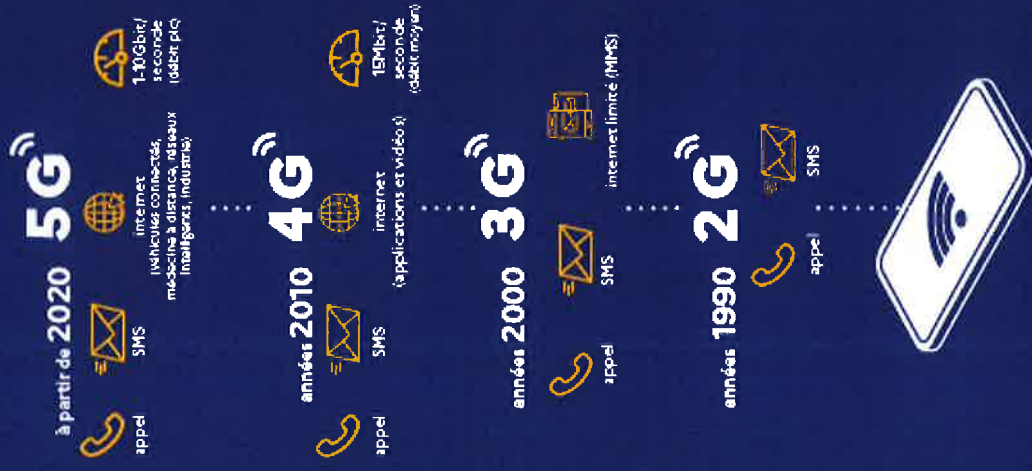 à partir de 2020 5G
appel
SMS
internet
(véhicules connectés,
médecine à distance, réseaux
intelligents, industrie)
1-10Gbit/
seconde
(débit pic)
années 2010 4G
appel
SMS
internet
(applications et vidéos)
15Mbit/
seconde
(débit moyen)
années 2000 3G
appel
SMS
internet limité (MMS)
années 1990 2G
appel
SMS